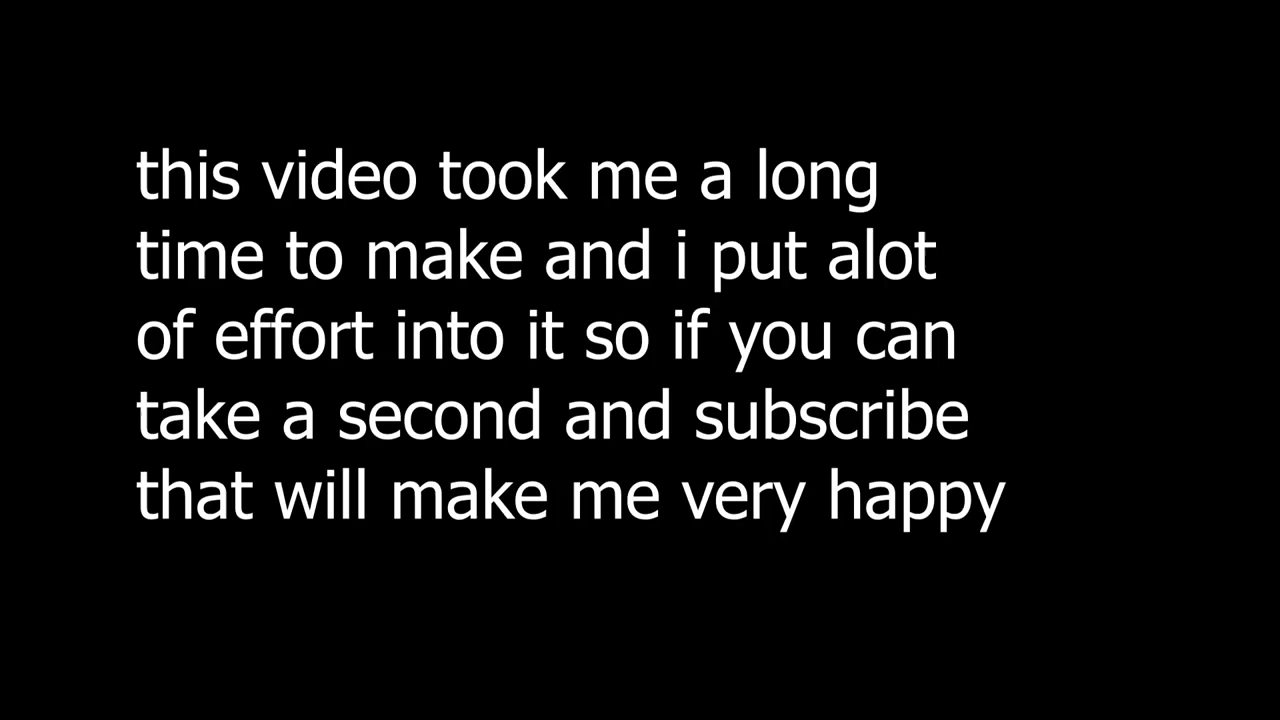 this video took me a long
time to make and i put alot
of effort into it so if you can
take a second and subscribe
that will make me very happy